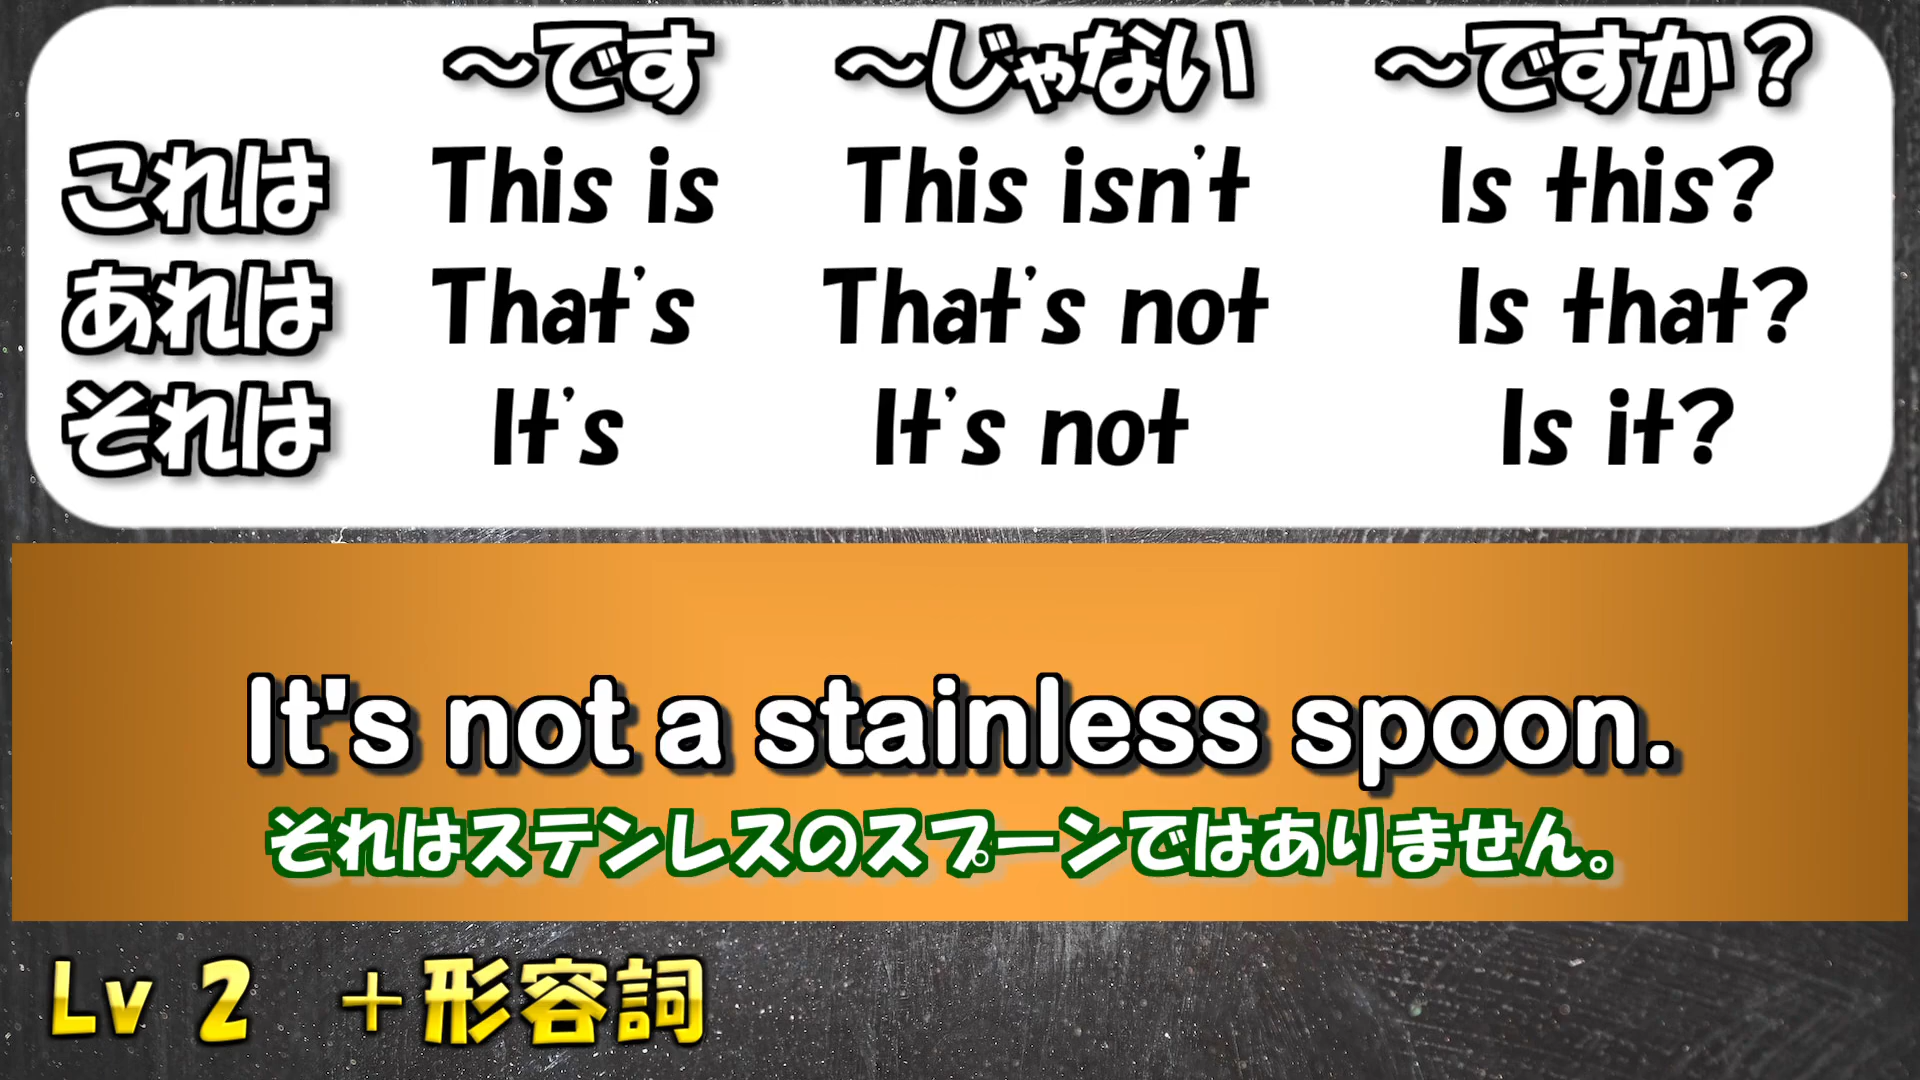 ～です ～じゃない ～ですか？
これは This is This isn't Is this?
あれは That's That's not Is that?
それは It's It's not Is it?
It's not a stainless spoon.
それはステンレスのスプーンではありません。
Lv 2 ＋形容詞